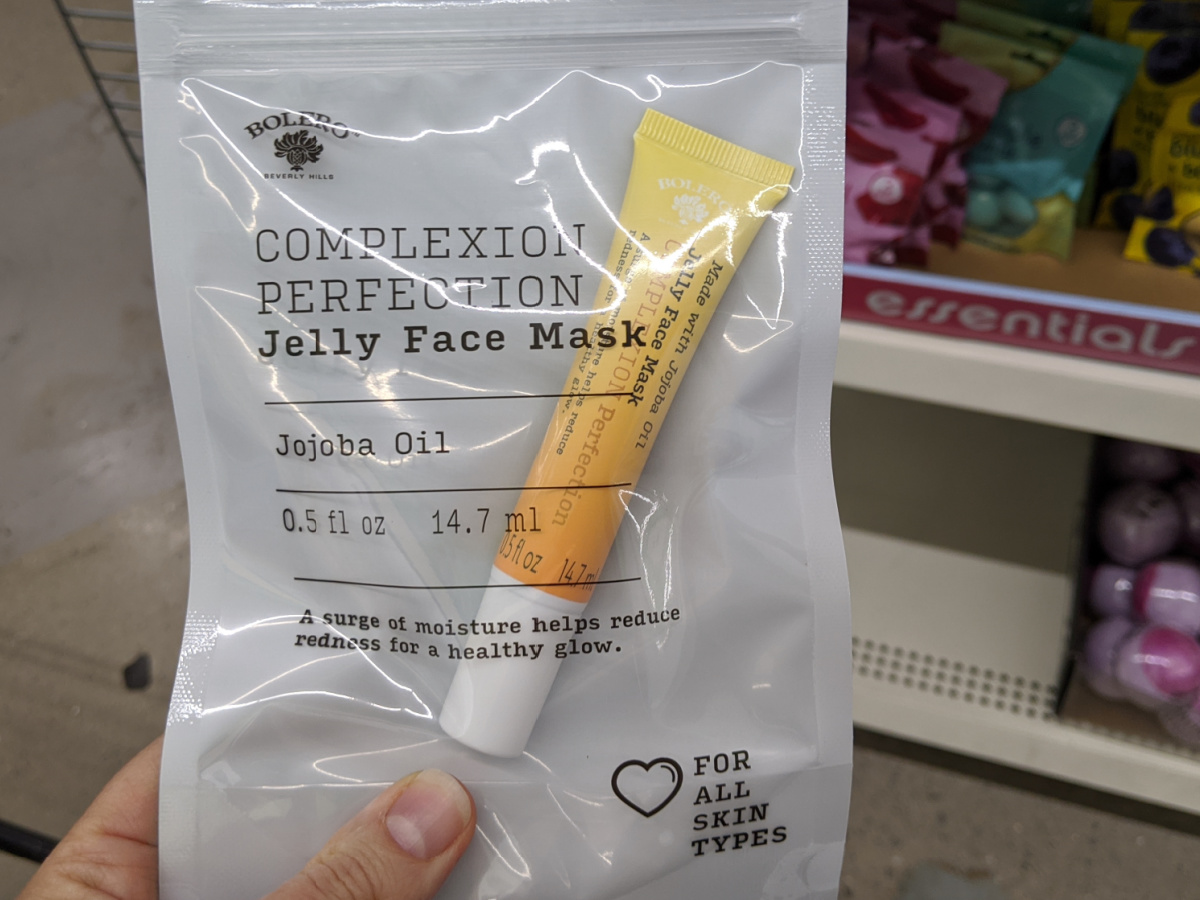 BOLERO
BEVERLY HILLS
COMPLEXION
PERFECTION
Jelly Face Mask
Jojoba Oil
0.5 fl oz 14.7 ml
A surge of moisture helps reduce
redness for a healthy glow.
FOR
ALL
SKIN
TYPES
BOLERO
Made with Jojoba Oil
Jelly Face Mask
COMPLEXION Perfection
0.5 fl oz 14.7 ml
essentials